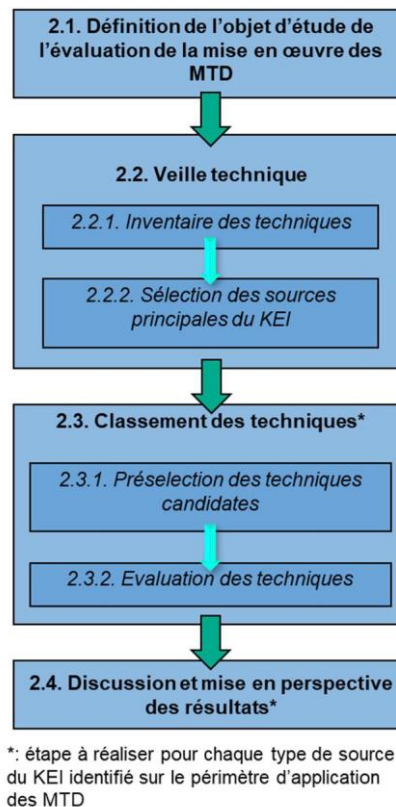 2.1. Définition de l'objet d'étude de
l'évaluation de la mise en œuvre des
MTD
2.2. Veille technique
2.2.1. Inventaire des techniques
2.2.2. Sélection des sources
principales du KEI
2.3. Classement des techniques*
2.3.1. Préselection des techniques
candidates
2.3.2. Evaluation des techniques
2.4. Discussion et mise en perspective
des résultats*
*: étape à réaliser pour chaque type de source
du KEI identifié sur le périmètre d'application
des MTD